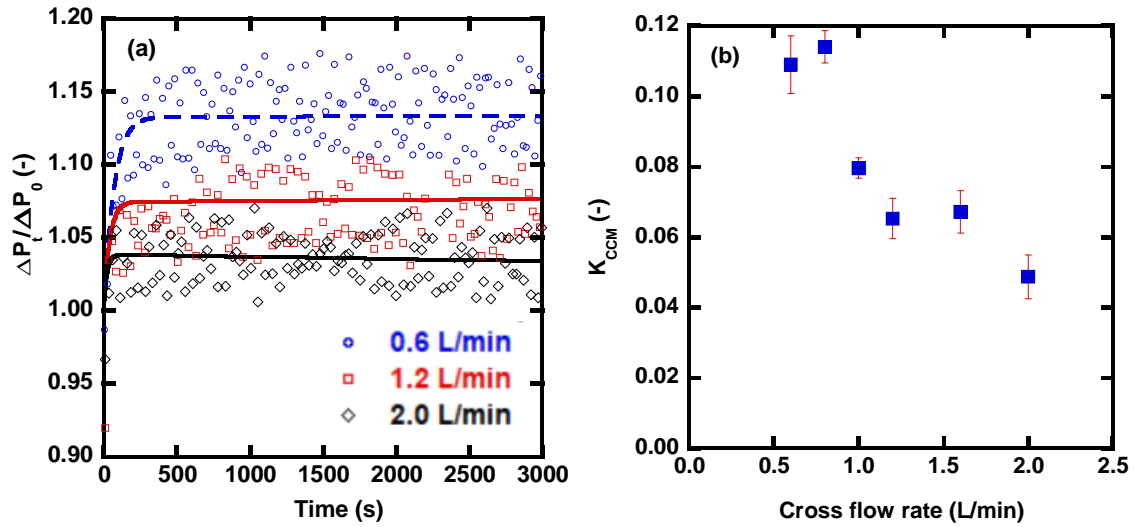 (a)
1.20
1.15
1.10
1.05
1.00
0.95
0.90
ΔP_t/ΔP_0 (-)
0.6 L/min
1.2 L/min
2.0 L/min
0 500 1000 1500 2000 2500 3000
Time (s)
(b)
0.12
0.10
0.08
0.06
0.04
0.02
0.00
K_CCM (-)
0.0 0.5 1.0 1.5 2.0 2.5
Cross flow rate (L/min)